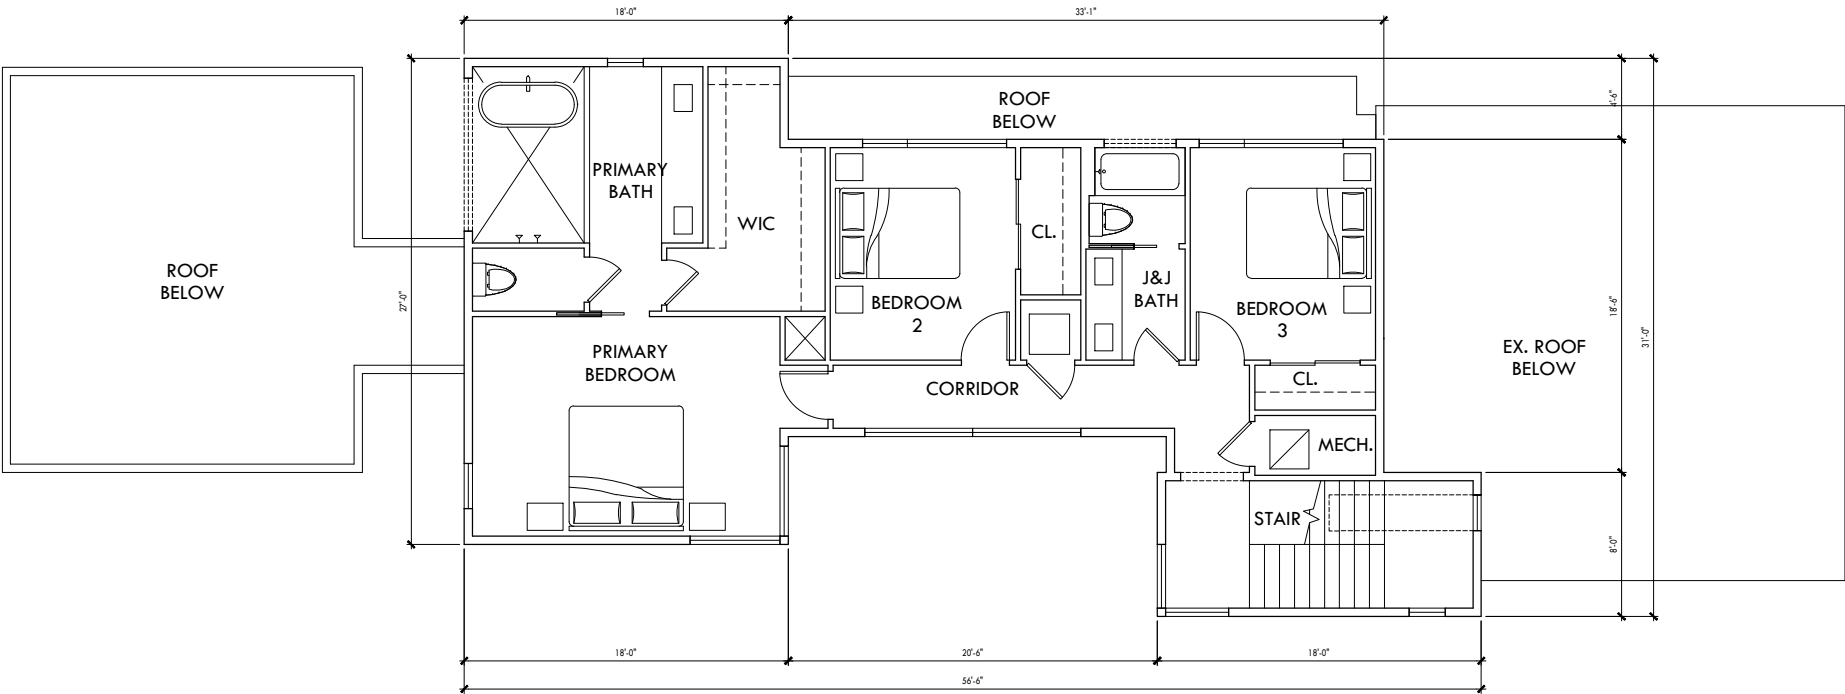 18'-0"
33'-1"
4'-6"
ROOF
BELOW
PRIMARY
BATH
WIC
CL.
ROOF
BELOW
27'-0"
J&J
BATH
BEDROOM
2
BEDROOM
3
18'-6"
31'-0"
PRIMARY
BEDROOM
EX. ROOF
BELOW
CORRIDOR
CL.
MECH.
STAIR
8'-0"
18'-0"
20'-6"
18'-0"
56'-6"